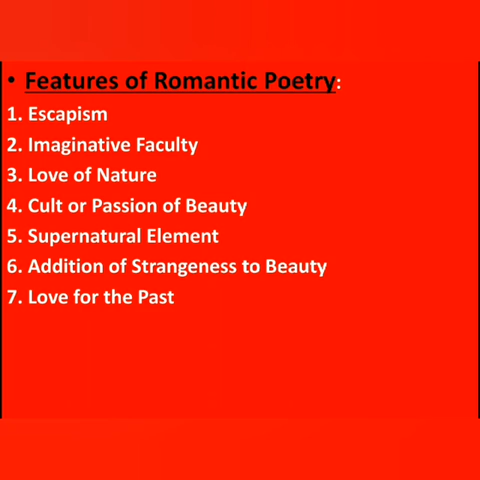 • Features of Romantic Poetry:
1. Escapism
2. Imaginative Faculty
3. Love of Nature
4. Cult or Passion of Beauty
5. Supernatural Element
6. Addition of Strangeness to Beauty
7. Love for the Past